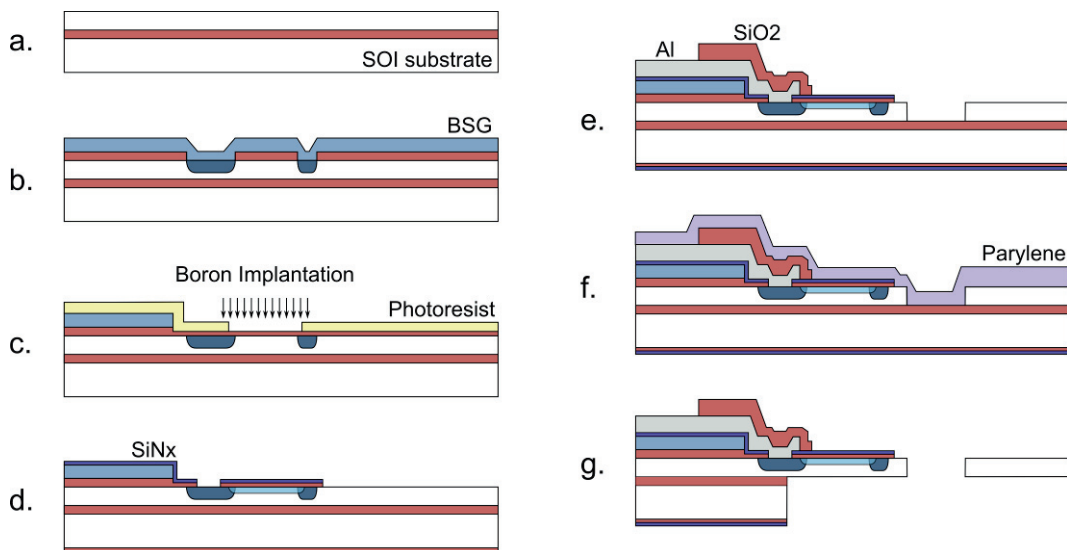 a.
SOI substrate
b.
BSG
c.
Boron Implantation
Photoresist
d.
SiNx
e.
Al
SiO2
f.
Parylene
g.